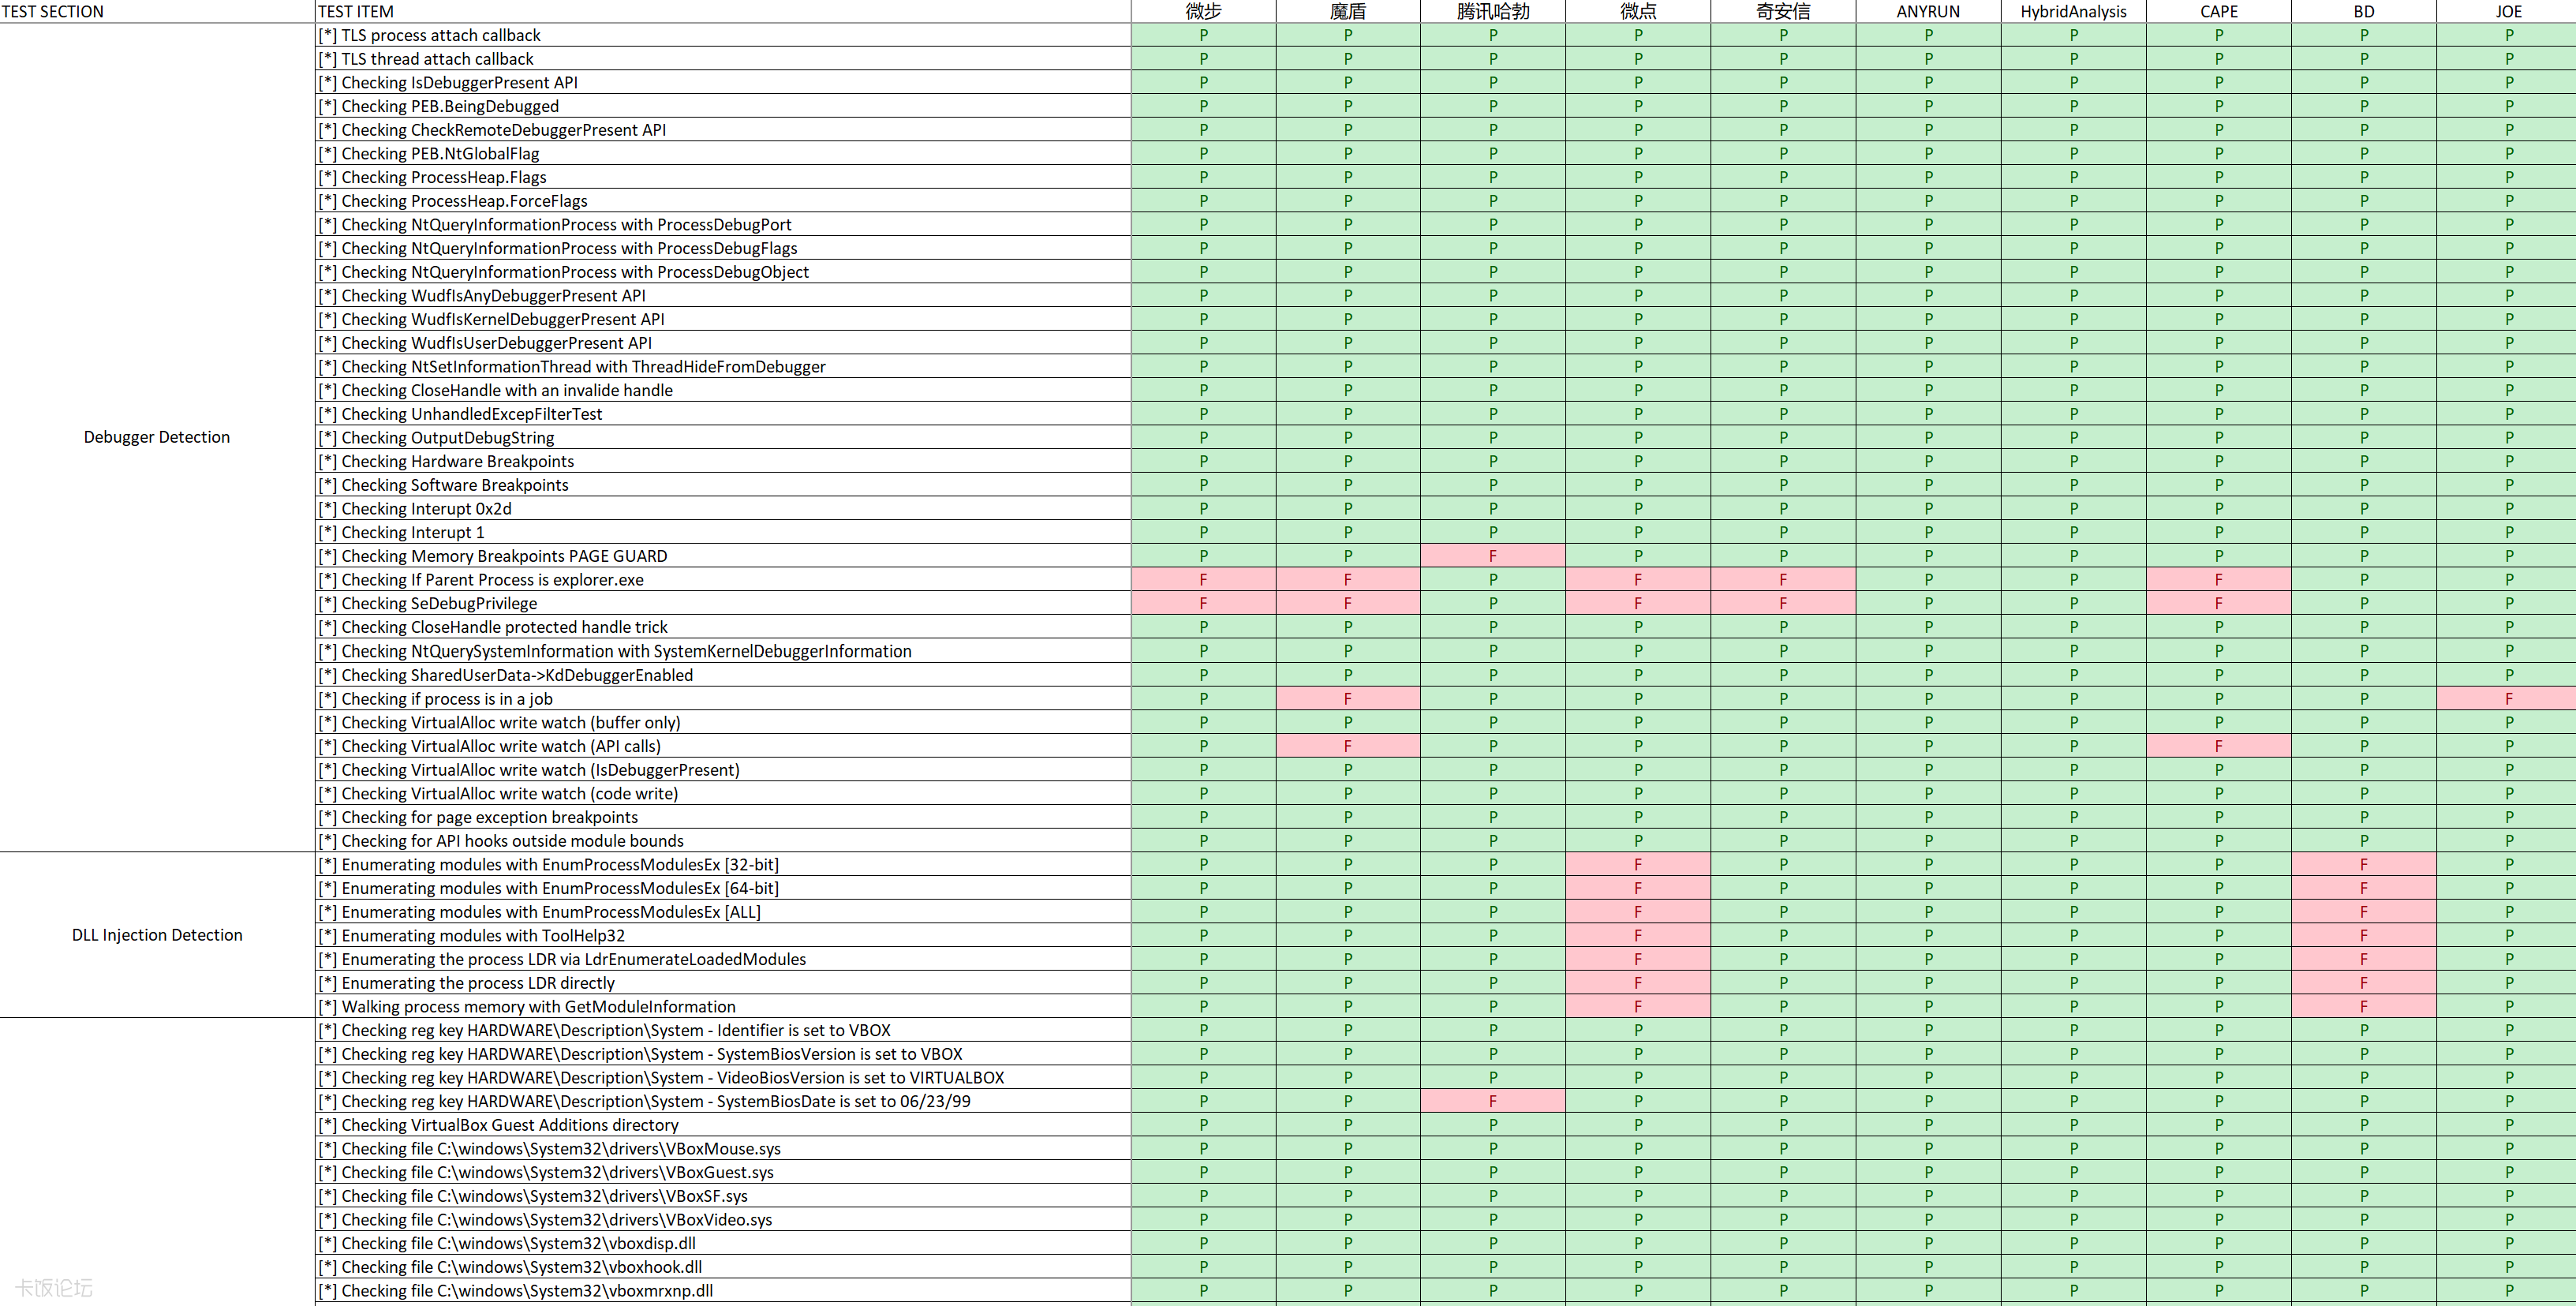 TEST SECTION TEST ITEM 微步 魔盾 腾讯哈勃 微点 奇安信 ANYRUN HybridAnalysis CAPE BD JOE
[*] TLS process attach callback P P P P P P P P P P
[*] TLS thread attach callback P P P P P P P P P P
[*] Checking IsDebuggerPresent API P P P P P P P P P P
[*] Checking PEB.BeingDebugged P P P P P P P P P P
[*] Checking CheckRemoteDebuggerPresent API P P P P P P P P P P
[*] Checking PEB.NtGlobalFlag P P P P P P P P P P
[*] Checking ProcessHeap.Flags P P P P P P P P P P
[*] Checking ProcessHeap.ForceFlags P P P P P P P P P P
[*] Checking NtQueryInformationProcess with ProcessDebugPort P P P P P P P P P P
[*] Checking NtQueryInformationProcess with ProcessDebugFlags P P P P P P P P P P
[*] Checking NtQueryInformationProcess with ProcessDebugObject P P P P P P P P P P
[*] Checking WudfIsAnyDebuggerPresent API P P P P P P P P P P
[*] Checking WudfIsKernelDebuggerPresent API P P P P P P P P P P
[*] Checking WudfIsUserDebuggerPresent API P P P P P P P P P P
[*] Checking NtSetInformationThread with ThreadHideFromDebugger P P P P P P P P P P
[*] Checking CloseHandle with an invalide handle P P P P P P P P P P
[*] Checking UnhandledExcepFilterTest P P P P P P P P P P
Debugger Detection [*] Checking OutputDebugString P P P P P P P P P P
[*] Checking Hardware Breakpoints P P P P P P P P P P
[*] Checking Software Breakpoints P P P P P P P P P P
[*] Checking Interupt 0x2d P P P P P P P P P P
[*] Checking Interupt 1 P P P P P P P P P P
[*] Checking Memory Breakpoints PAGE GUARD P P F P P P P P P P
[*] Checking If Parent Process is explorer.exe F F P F F P P F P P
[*] Checking SeDebugPrivilege F F P F F P P F P P
[*] Checking CloseHandle protected handle trick P P P P P P P P P P
[*] Checking NtQuerySystemInformation with SystemKernelDebuggerInformation P P P P P P P P P P
[*] Checking SharedUserData->KdDebuggerEnabled P P P P P P P P P P
[*] Checking if process is in a job P F P P P P P P P F
[*] Checking VirtualAlloc write watch (buffer only) P P P P P P P P P P
[*] Checking VirtualAlloc write watch (API calls) P F P P P P P F P P
[*] Checking VirtualAlloc write watch (IsDebuggerPresent) P P P P P P P P P P
[*] Checking VirtualAlloc write watch (code write) P P P P P P P P P P
[*] Checking for page exception breakpoints P P P P P P P P P P
[*] Checking for API hooks outside module bounds P P P P P P P P P P
[*] Enumerating modules with EnumProcessModulesEx [32-bit] P P P F P P P P F P
[*] Enumerating modules with EnumProcessModulesEx [64-bit] P P P F P P P P F P
[*] Enumerating modules with EnumProcessModulesEx [ALL] P P P F P P P P F P
DLL Injection Detection [*] Enumerating modules with ToolHelp32 P P P F P P P P F P
[*] Enumerating the process LDR via LdrEnumerateLoadedModules P P P F P P P P F P
[*] Enumerating the process LDR directly P P P F P P P P F P
[*] Walking process memory with GetModuleInformation P P P F P P P P F P
[*] Checking reg key HARDWARE\Description\System - Identifier is set to VBOX P P P P P P P P P P
[*] Checking reg key HARDWARE\Description\System - SystemBiosVersion is set to VBOX P P P P P P P P P P
[*] Checking reg key HARDWARE\Description\System - VideoBiosVersion is set to VIRTUALBOX P P P P P P P P P P
[*] Checking reg key HARDWARE\Description\System - SystemBiosDate is set to 06/23/99 P P F P P P P P P P
[*] Checking VirtualBox Guest Additions directory P P P P P P P P P P
[*] Checking file C:\windows\System32\drivers\VBoxMouse.sys P P P P P P P P P P
[*] Checking file C:\windows\System32\drivers\VBoxGuest.sys P P P P P P P P P P
[*] Checking file C:\windows\System32\drivers\VBoxSF.sys P P P P P P P P P P
[*] Checking file C:\windows\System32\drivers\VBoxVideo.sys P P P P P P P P P P
[*] Checking file C:\windows\System32\vboxdisp.dll P P P P P P P P P P
[*] Checking file C:\windows\System32\vboxhook.dll P P P P P P P P P P
[*] Checking file C:\windows\System32\vboxmrxnp.dll P P P P P P P P P P
卡饭论坛